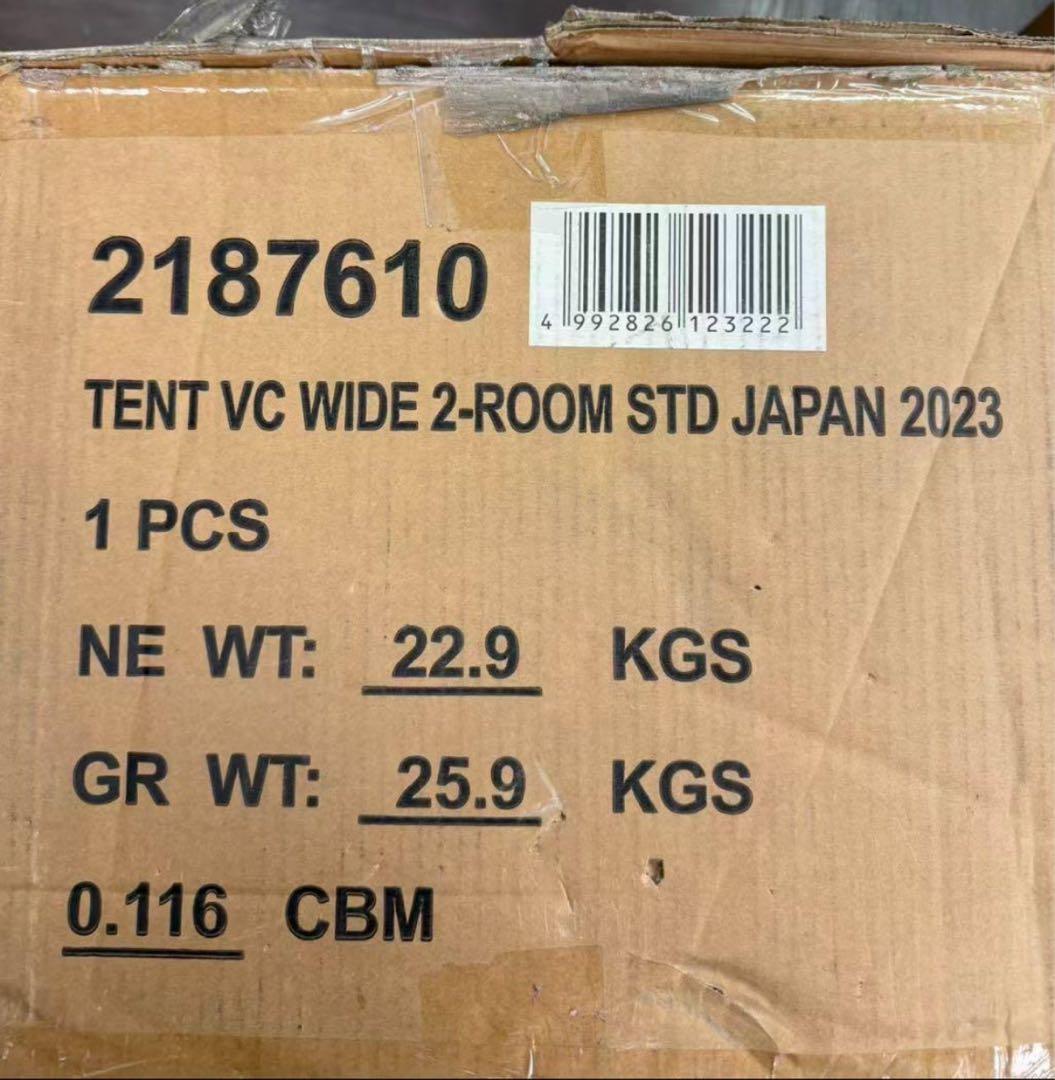 2187610
4 992826 123222
TENT VC WIDE 2-ROOM STD JAPAN 2023
1 PCS
NE WT: 22.9 KGS
GR WT: 25.9 KGS
0.116 CBM